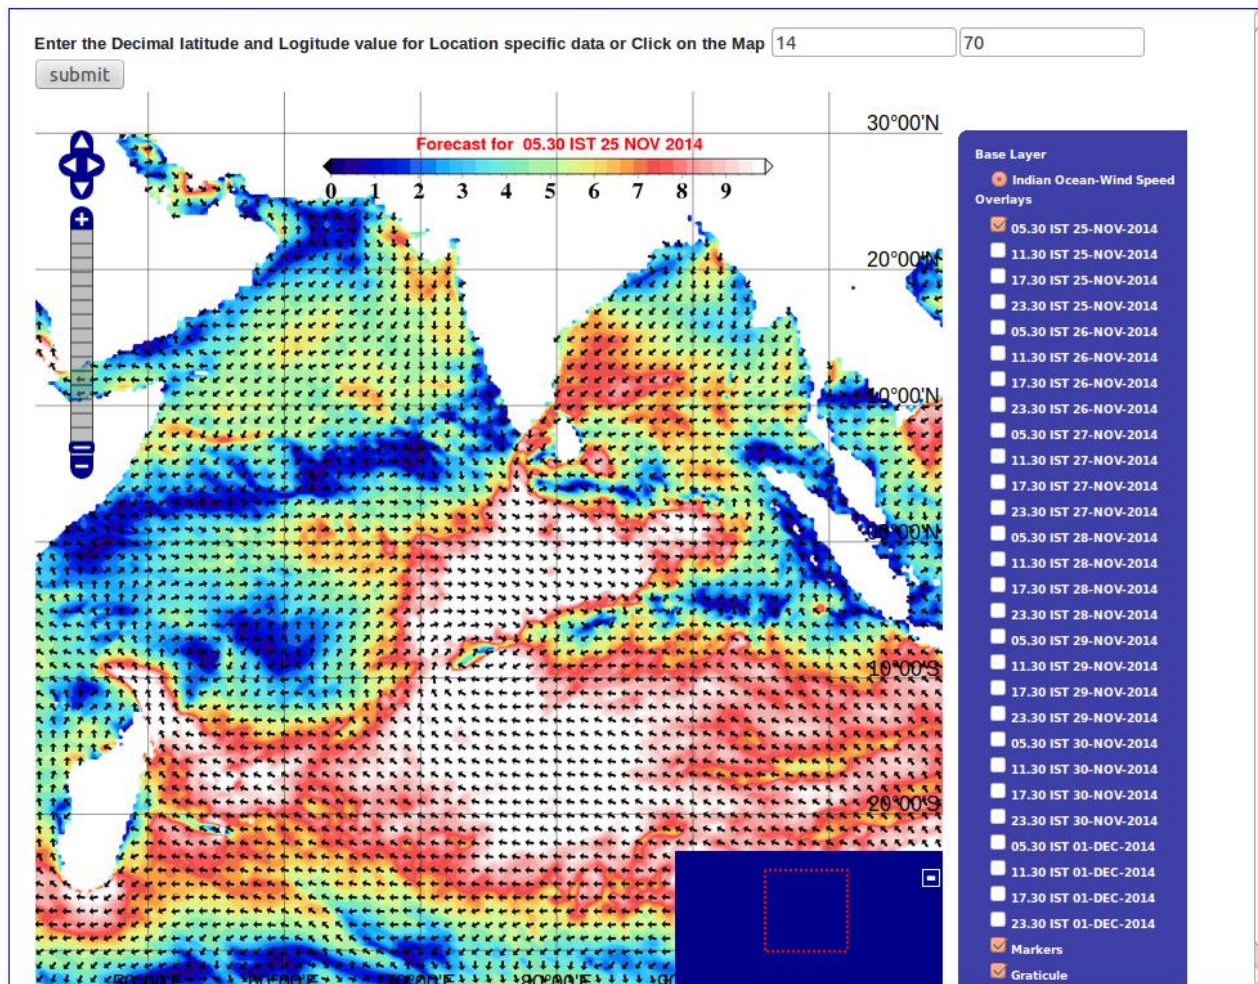 Enter the Decimal latitude and Logitude value for Location specific data or Click on the Map 14 70
submit
30°00'N
Forecast for 05.30 IST 25 NOV 2014
0 1 2 3 4 5 6 7 8 9
20°00'N
10°00'N
00°00'N
10°00'S
20°00'S
50°00'E 60°00'E 70°00'E 80°00'E 90
Base Layer
Indian Ocean-Wind Speed
Overlays
05.30 IST 25-NOV-2014
11.30 IST 25-NOV-2014
17.30 IST 25-NOV-2014
23.30 IST 25-NOV-2014
05.30 IST 26-NOV-2014
11.30 IST 26-NOV-2014
17.30 IST 26-NOV-2014
23.30 IST 26-NOV-2014
05.30 IST 27-NOV-2014
11.30 IST 27-NOV-2014
17.30 IST 27-NOV-2014
23.30 IST 27-NOV-2014
05.30 IST 28-NOV-2014
11.30 IST 28-NOV-2014
17.30 IST 28-NOV-2014
23.30 IST 28-NOV-2014
05.30 IST 29-NOV-2014
11.30 IST 29-NOV-2014
17.30 IST 29-NOV-2014
23.30 IST 29-NOV-2014
05.30 IST 30-NOV-2014
11.30 IST 30-NOV-2014
17.30 IST 30-NOV-2014
23.30 IST 30-NOV-2014
05.30 IST 01-DEC-2014
11.30 IST 01-DEC-2014
17.30 IST 01-DEC-2014
23.30 IST 01-DEC-2014
Markers
Graticule